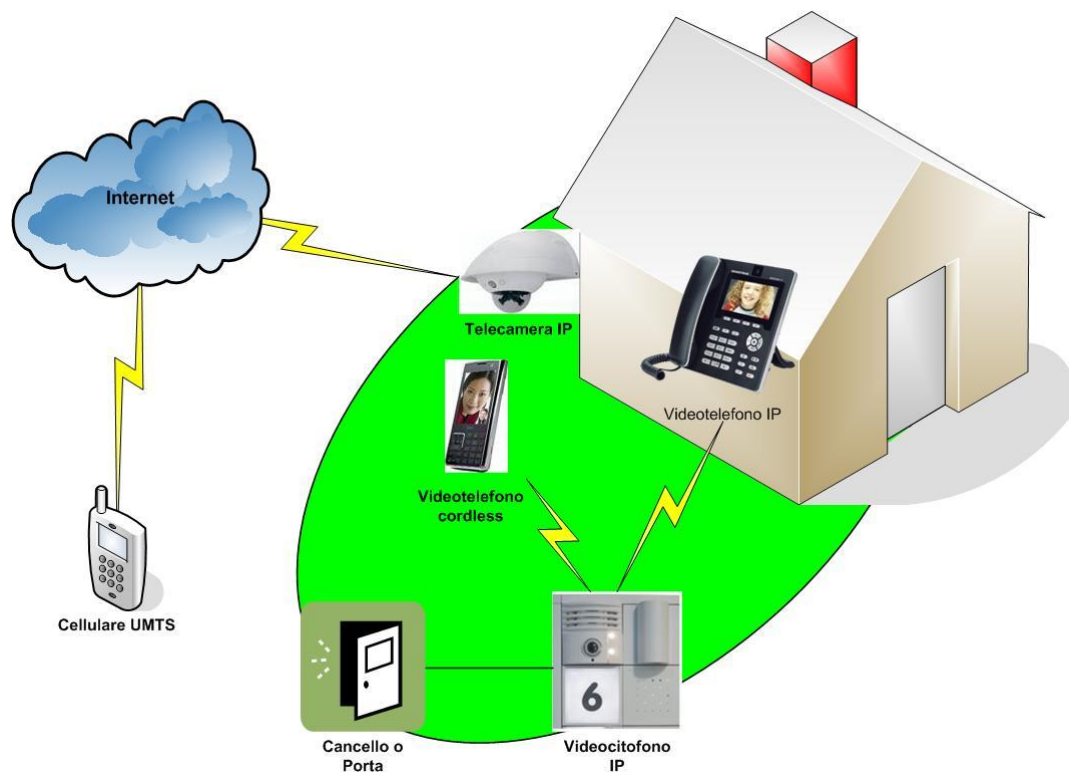 Internet
Telecamera IP
Videotelefono IP
Videotelefono
cordless
Cellulare UMTS
6
Cancello o
Porta
Videocitofono
IP